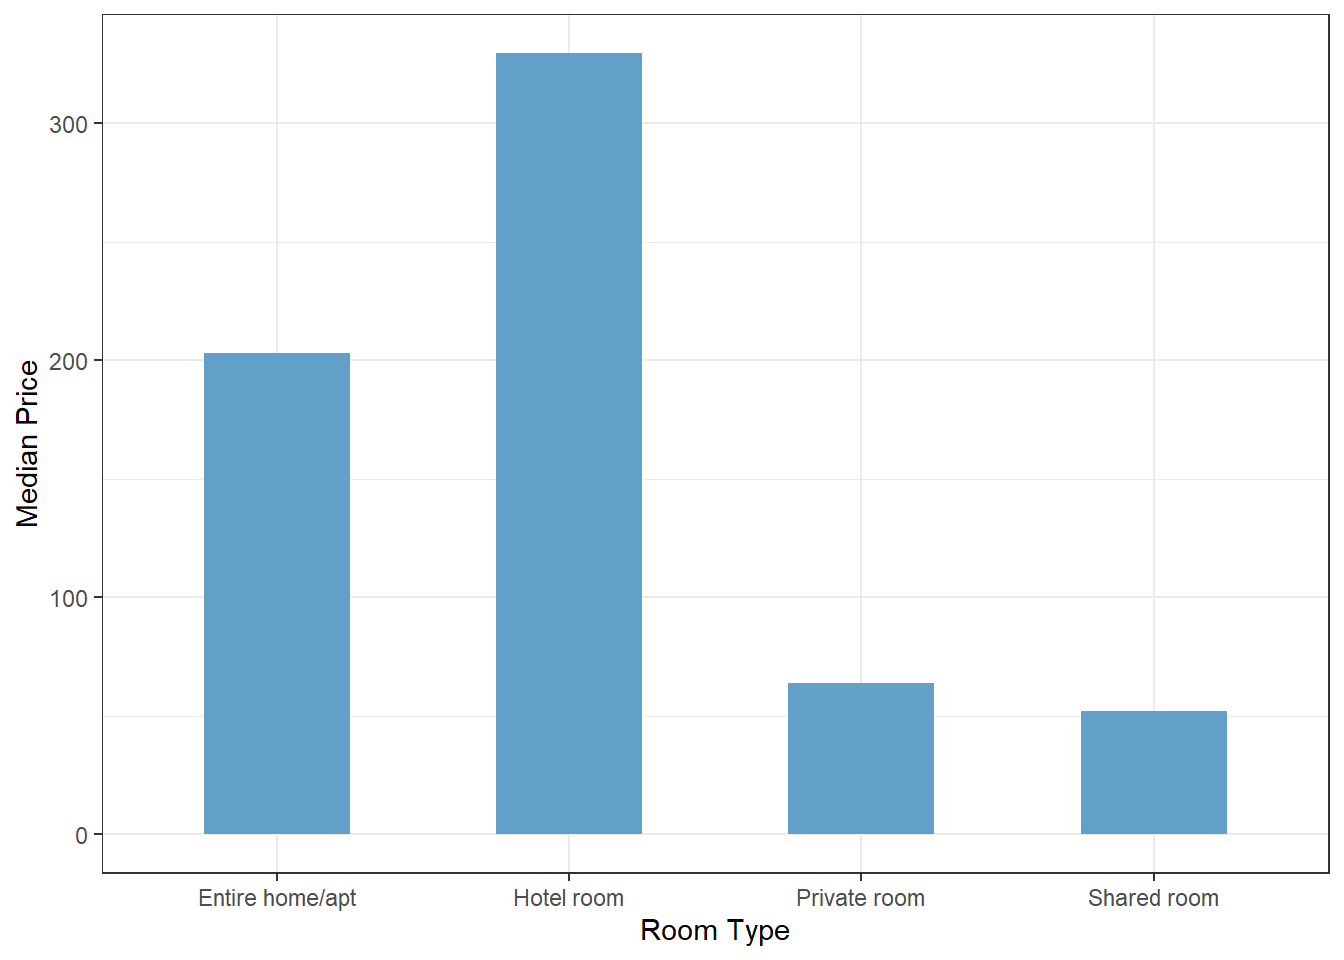 Median Price
300
200
100
0
Entire home/apt
Hotel room
Private room
Shared room
Room Type